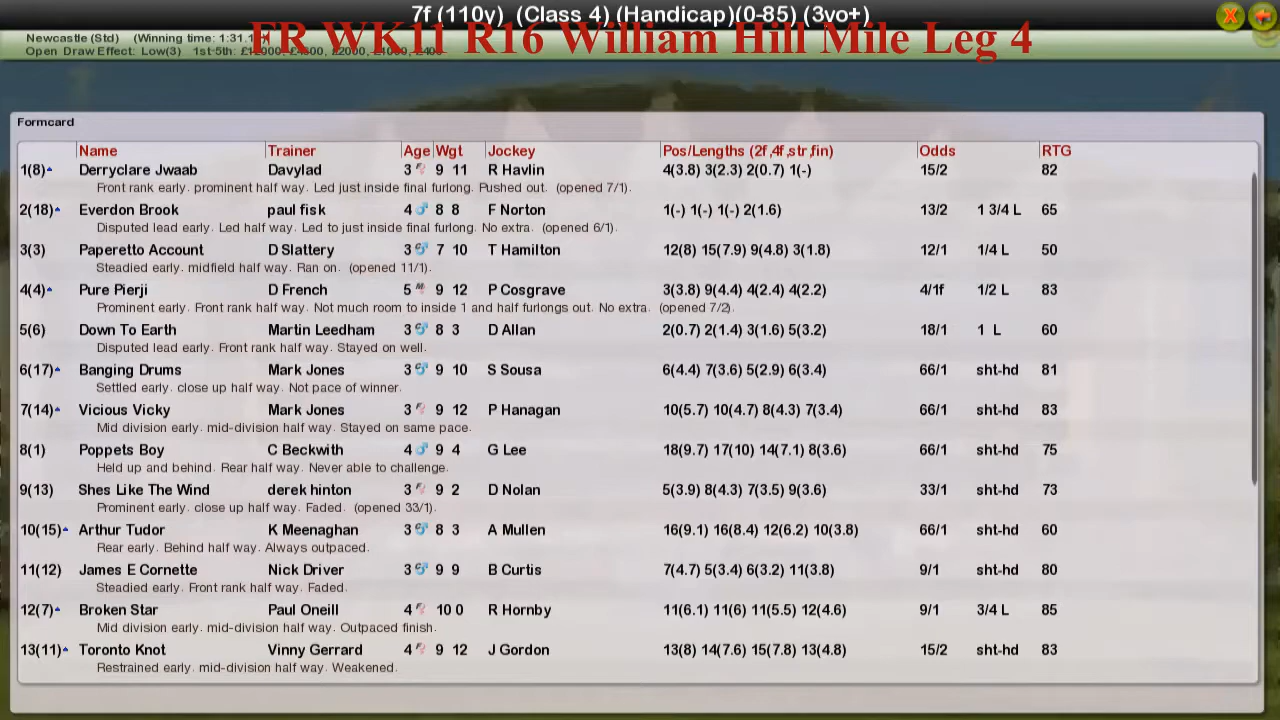 7f (110y) (Class 4) (Handicap)(0-85) (3yo+)
FR WK11 R16 William Hill Mile Leg 4
Newcastle (Std) (Winning time: 1:31.
Open Draw Effect: Low(3) 1st-5th:
Formcard
Name Trainer Age Wgt Jockey Pos/Lengths (2f,4f,str,fin) Odds RTG
1(8) Derryclare Jwaab Davylad 3 9 11 R Havlin 4(3.8) 3(2.3) 2(0.7) 1(-) 15/2 82
Front rank early. prominent half way. Led just inside final furlong. Pushed out. (opened 7/1).
2(18) Everdon Brook paul fisk 4 8 8 F Norton 1(-) 1(-) 1(-) 2(1.6) 13/2 1 3/4 L 65
Disputed lead early. Led half way. Led to just inside final furlong. No extra. (opened 6/1).
3(3) Paperetto Account D Slattery 3 7 10 T Hamilton 12(8) 15(7.9) 9(4.8) 3(1.8) 12/1 1/4 L 50
Steadied early. midfield half way. Ran on. (opened 11/1).
4(4) Pure Pierji D French 5 9 12 P Cosgrave 3(3.8) 9(4.4) 4(2.4) 4(2.2) 4/1f 1/2 L 83
Prominent early. Front rank half way. Not much room to inside 1 and half furlongs out. No extra. (opened 7/2).
5(6) Down To Earth Martin Leedham 3 8 3 D Allan 2(0.7) 2(1.4) 3(1.6) 5(3.2) 18/1 1 L 60
Disputed lead early. Front rank half way. Stayed on well.
6(17) Banging Drums Mark Jones 3 9 10 S Sousa 6(4.4) 7(3.6) 5(2.9) 6(3.4) 66/1 sht-hd 81
Settled early. close up half way. Not pace of winner.
7(14) Vicious Vicky Mark Jones 3 9 12 P Hanagan 10(5.7) 10(4.7) 8(4.3) 7(3.4) 66/1 sht-hd 83
Mid division early. mid-division half way. Stayed on same pace.
8(1) Poppets Boy C Beckwith 4 9 4 G Lee 18(9.7) 17(10) 14(7.1) 8(3.6) 66/1 sht-hd 75
Held up and behind. Rear half way. Never able to challenge.
9(13) Shes Like The Wind derek hinton 3 9 2 D Nolan 5(3.9) 8(4.3) 7(3.5) 9(3.6) 33/1 sht-hd 73
Prominent early. close up half way. Faded. (opened 33/1).
10(15) Arthur Tudor K Meenaghan 3 8 3 A Mullen 16(9.1) 16(8.4) 12(6.2) 10(3.8) 66/1 sht-hd 60
Rear early. Behind half way. Always outpaced.
11(12) James E Cornette Nick Driver 3 9 9 B Curtis 7(4.7) 5(3.4) 6(3.2) 11(3.8) 9/1 sht-hd 80
Steadied early. Front rank half way. Faded.
12(7) Broken Star Paul Oneill 4 10 0 R Hornby 11(6.1) 11(6) 11(5.5) 12(4.6) 9/1 3/4 L 85
Mid division early. mid-division half way. Outpaced finish.
13(11) Toronto Knot Vinny Gerrard 4 9 12 J Gordon 13(8) 14(7.6) 15(7.8) 13(4.8) 15/2 sht-hd 83
Restrained early. mid-division half way. Weakened.